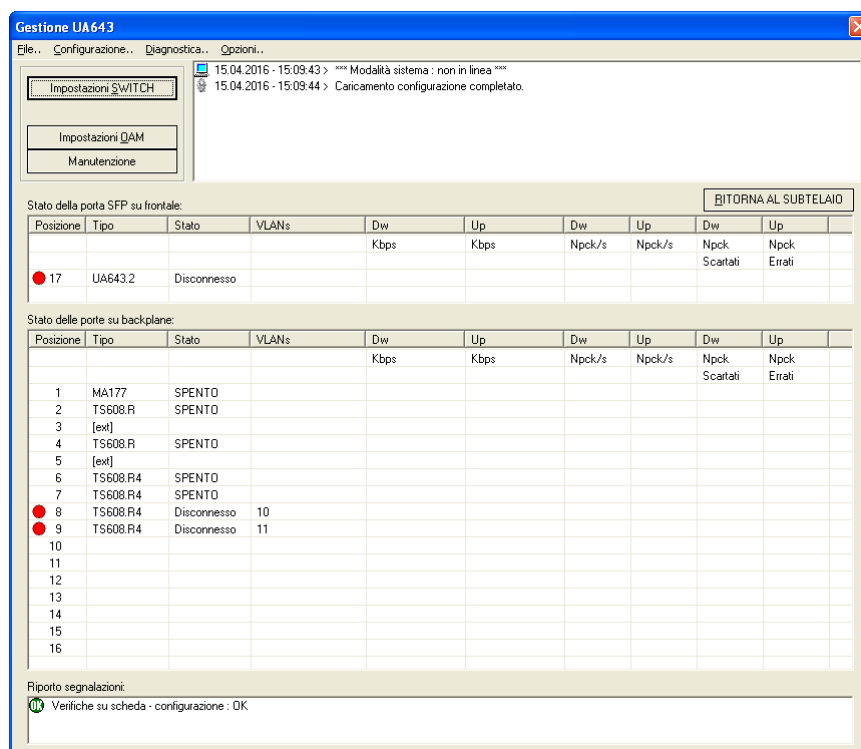 Gestione UA643
File.. Configurazione.. Diagnostica.. Opzioni..
Impostazioni SWITCH
Impostazioni OAM
Manutenzione
15.04.2016 - 15:09:43 > *** Modalità sistema : non in linea ***
15.04.2016 - 15:09:44 > Caricamento configurazione completato.
RITORNA AL SUBTELAIO
Stato della porta SFP su frontale:
Posizione Tipo Stato VLANs Dw Up Dw Up Dw Up
Kbps Kbps Npck/s Npck/s Npck Npck
Scartati Errati
17 UA643.2 Disconnesso
Stato delle porte su backplane:
Posizione Tipo Stato VLANs Dw Up Dw Up Dw Up
Kbps Kbps Npck/s Npck/s Npck Npck
Scartati Errati
1 MA177 SPENTO
2 TS608.R SPENTO
3 [ext]
4 TS608.R SPENTO
5 [ext]
6 TS608.R4 SPENTO
7 TS608.R4 SPENTO
8 TS608.R4 Disconnesso 10
9 TS608.R4 Disconnesso 11
10
11
12
13
14
15
16
Riporto segnalazioni:
OK Verifiche su scheda - configurazione : OK